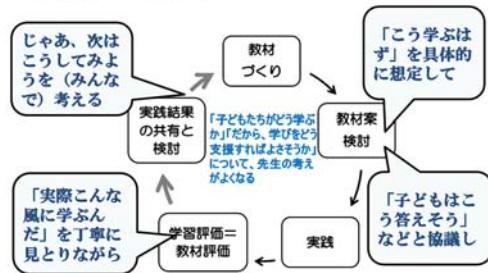 じゃあ、次は
こうしてみよ
うを（みんな
で）考える
教材
づくり
「こう学ぶは
ず」を具体的
に想定して
実践結果
の共有と
検討
「子どもたちがどう学ぶ
か」「だから、学びをどう
支援すればよさそうか」
について、先生の考え
がよくなる
教材案
検討
「実際こんな
風に学ぶん
だ」を丁寧に
見とりながら
学習評価＝
教材評価
実践
「子どもはこ
う答えそう」
などと協議し